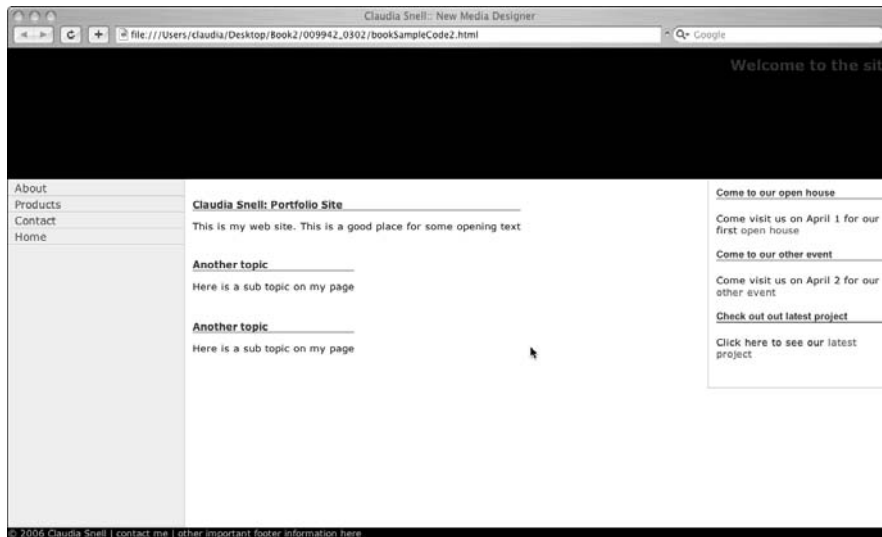 Claudia Snell:: New Media Designer
file:///Users/claudia/Desktop/Book2/009942_0302/bookSampleCode2.html
Google
Welcome to the sit
About
Products
Contact
Home
Claudia Snell: Portfolio Site
This is my web site. This is a good place for some opening text
Another topic
Here is a sub topic on my page
Another topic
Here is a sub topic on my page
Come to our open house
Come visit us on April 1 for our
first open house
Come to our other event
Come visit us on April 2 for our
other event
Check out out latest project
Click here to see our latest
project
© 2006 Claudia Snell | contact me | other important footer information here